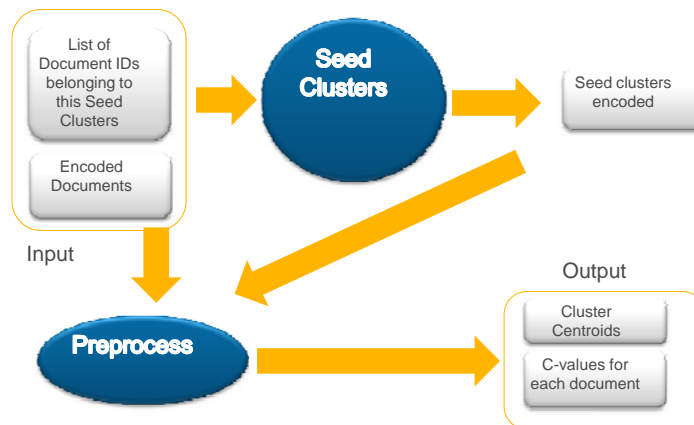 List of
Document IDs
belonging to
this Seed
Clusters
Encoded
Documents
Input
Seed
Clusters
Seed clusters
encoded
Preprocess
Output
Cluster
Centroids
C-values for
each document